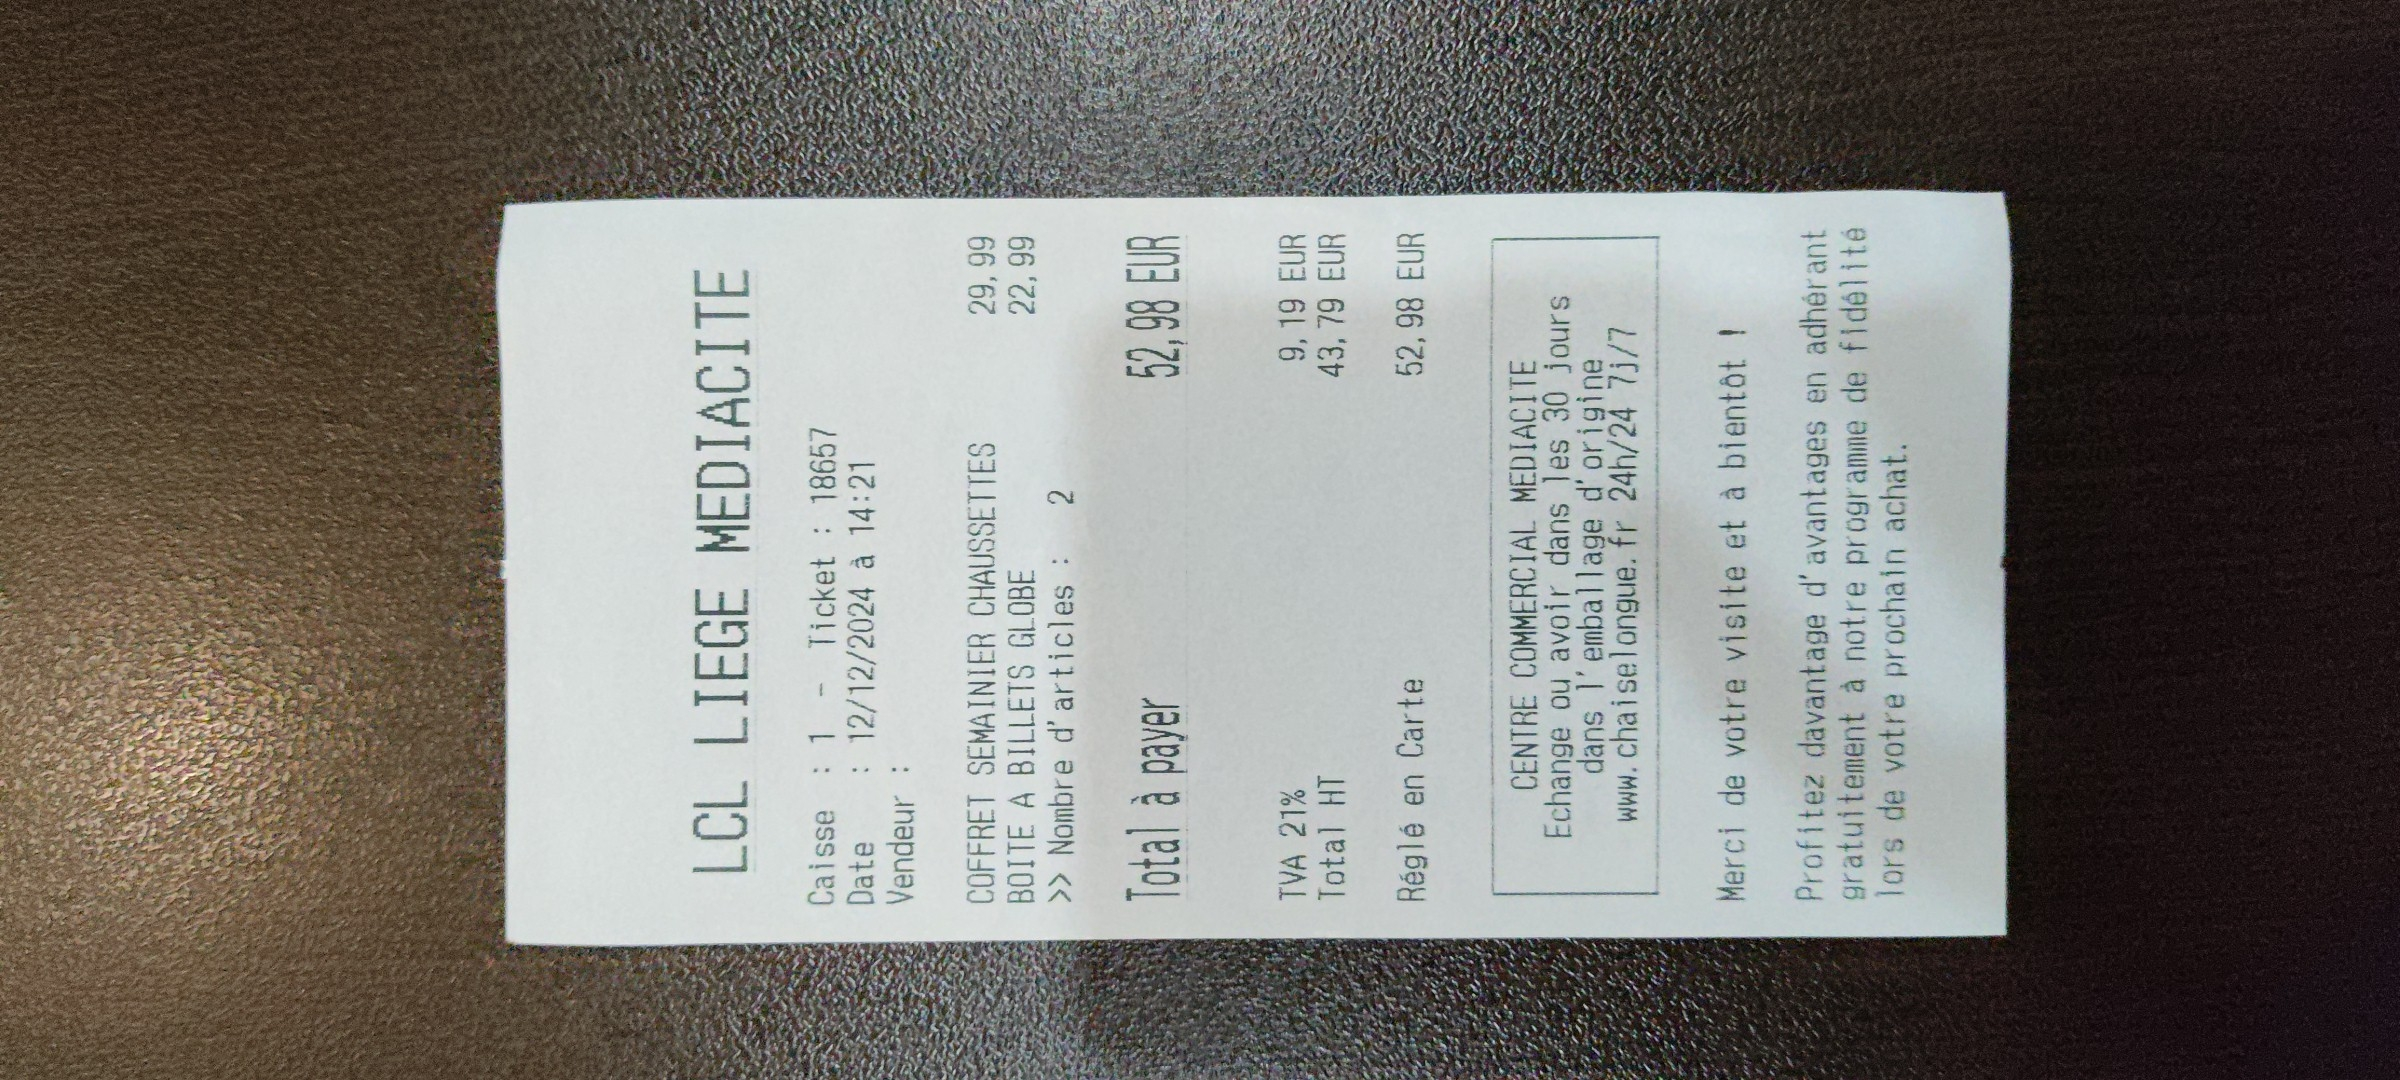 LCL LIEGE MEDIACITE
Caisse : 1 - Ticket : 18657
Date : 12/12/2024 à 14:21
Vendeur :
COFFRET SEMAINIER CHAUSSETTES 29,99
BOITE A BILLETS GLOBE 22,99
>> Nombre d'articles : 2
Total à payer 52,98 EUR
TVA 21% 9,19 EUR
Total HT 43,79 EUR
Réglé en Carte 52,98 EUR
CENTRE COMMERCIAL MEDIACITE
Echange ou avoir dans les 30 jours
dans l'emballage d'origine
www.chaiselongue.fr 24h/24 7j/7
Merci de votre visite et à bientôt !
Profitez davantage d'avantages en adhérant
gratuitement à notre programme de fidélité
lors de votre prochain achat.